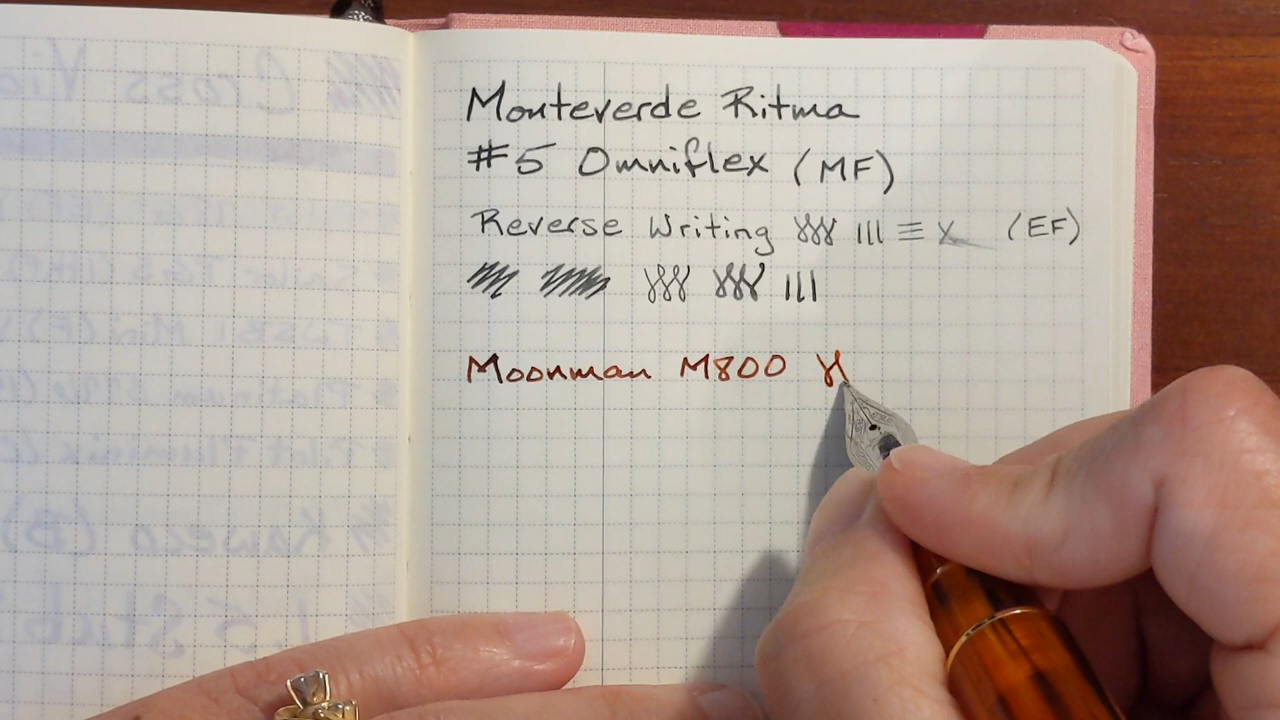 Monteverde Ritma
#5 Omniflex (MF)
Reverse Writing (EF)
Moonman M800